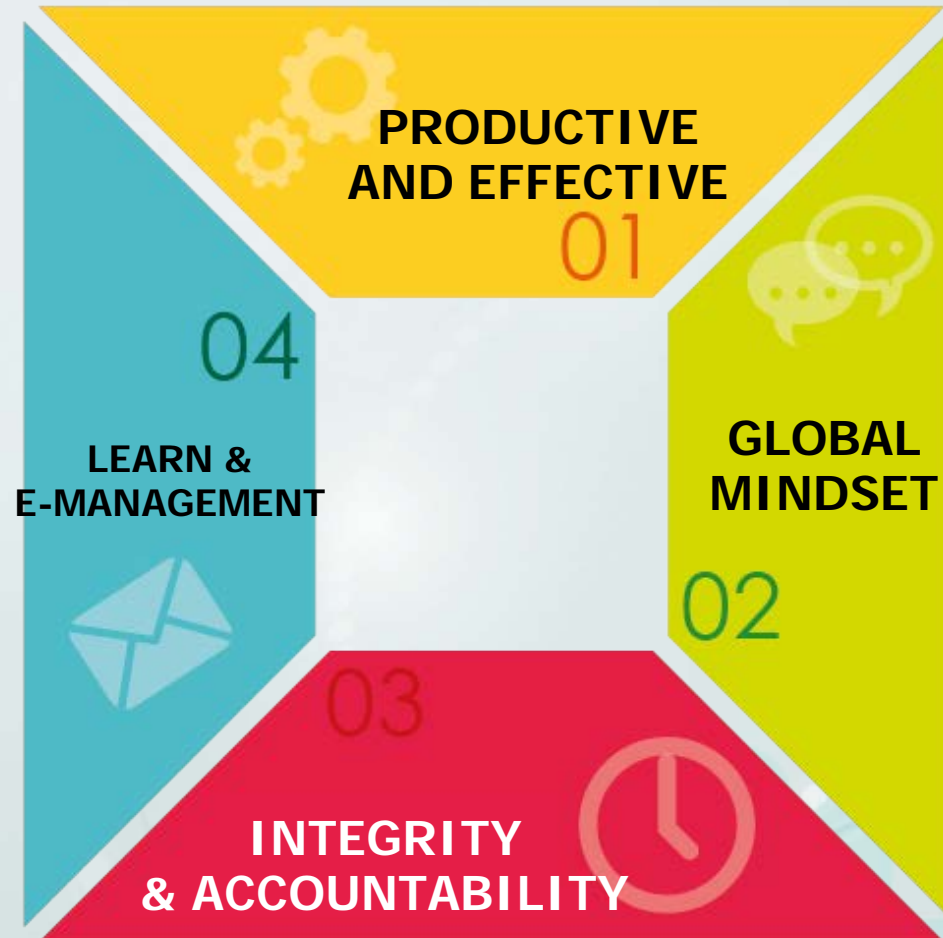 PRODUCTIVE
AND EFFECTIVE
01
GLOBAL
MINDSET
02
03
INTEGRITY
& ACCOUNTABILITY
04
LEARN &
E-MANAGEMENT